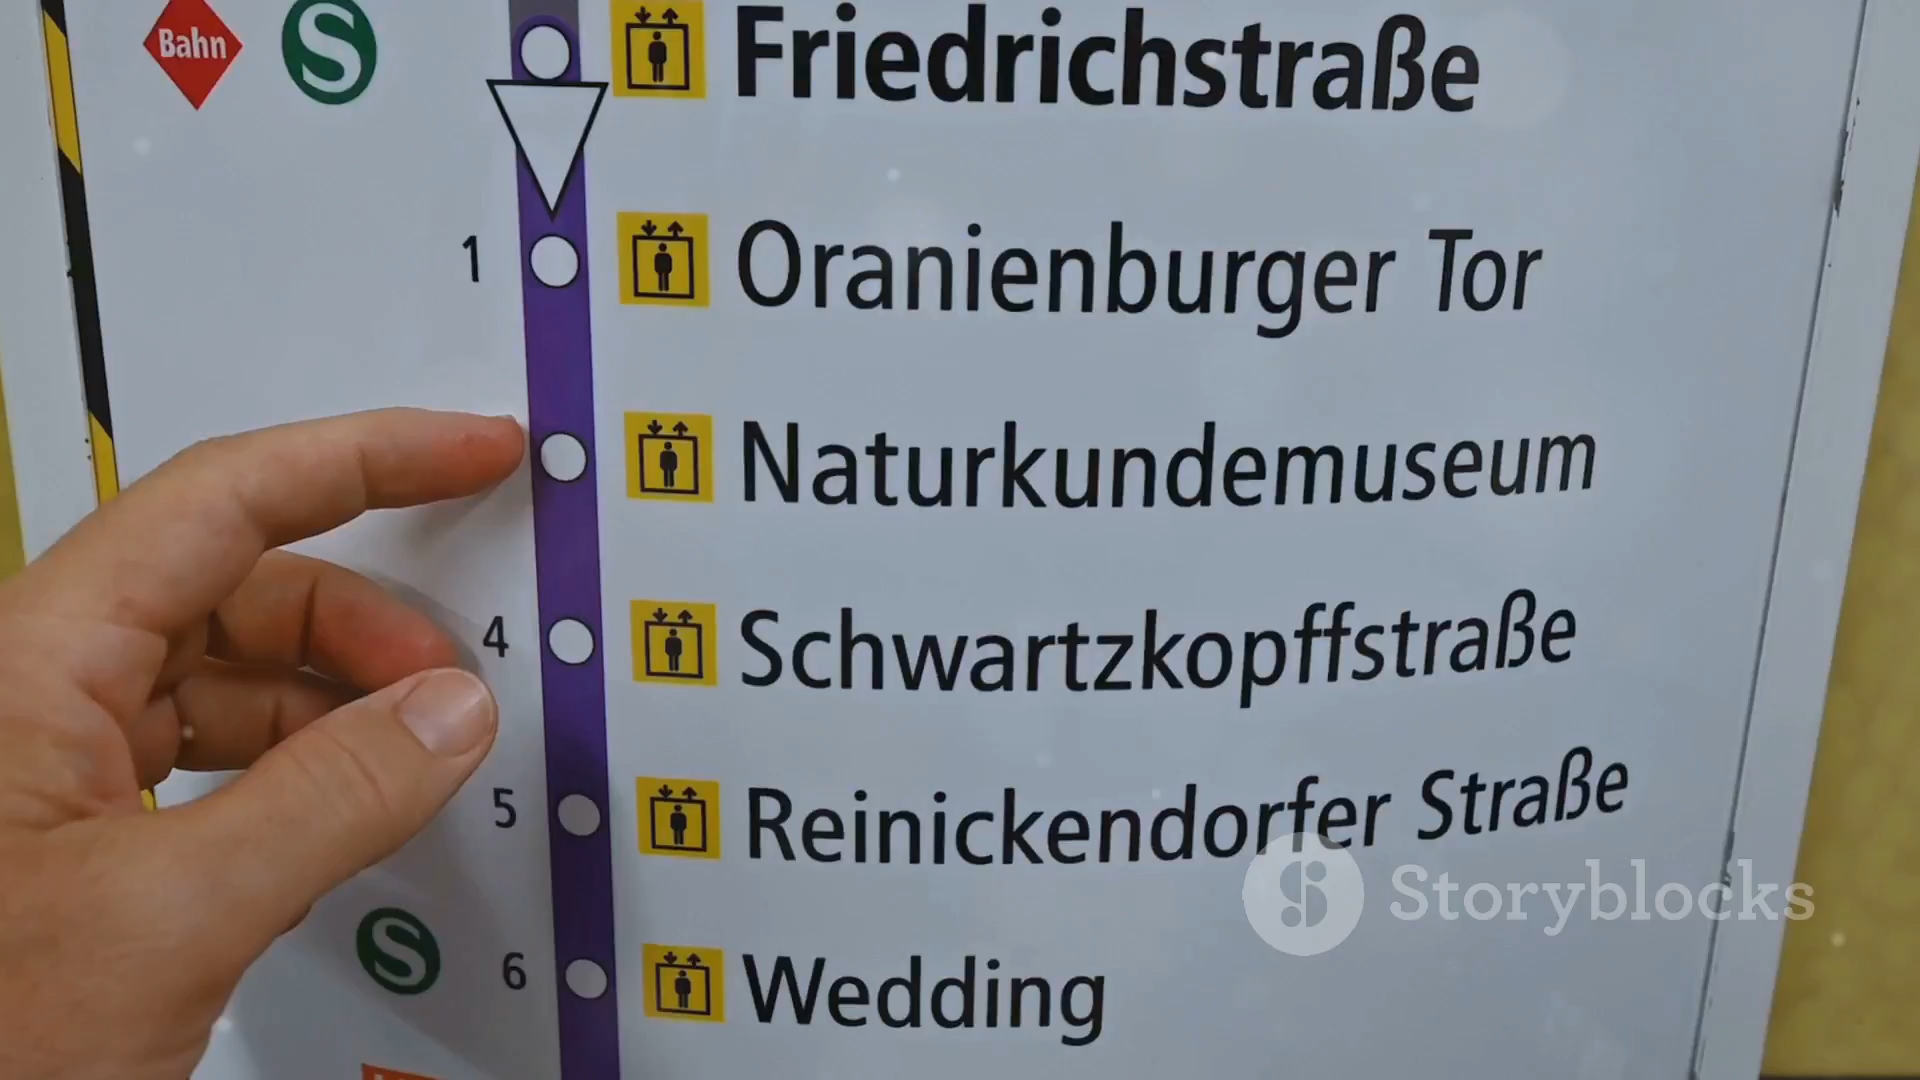 Bahn S Friedrichstraße
1 Oranienburger Tor
Naturkundemuseum
4 Schwartzkopffstraße
5 Reinickendorfer Straße
Storyblocks
S 6 Wedding